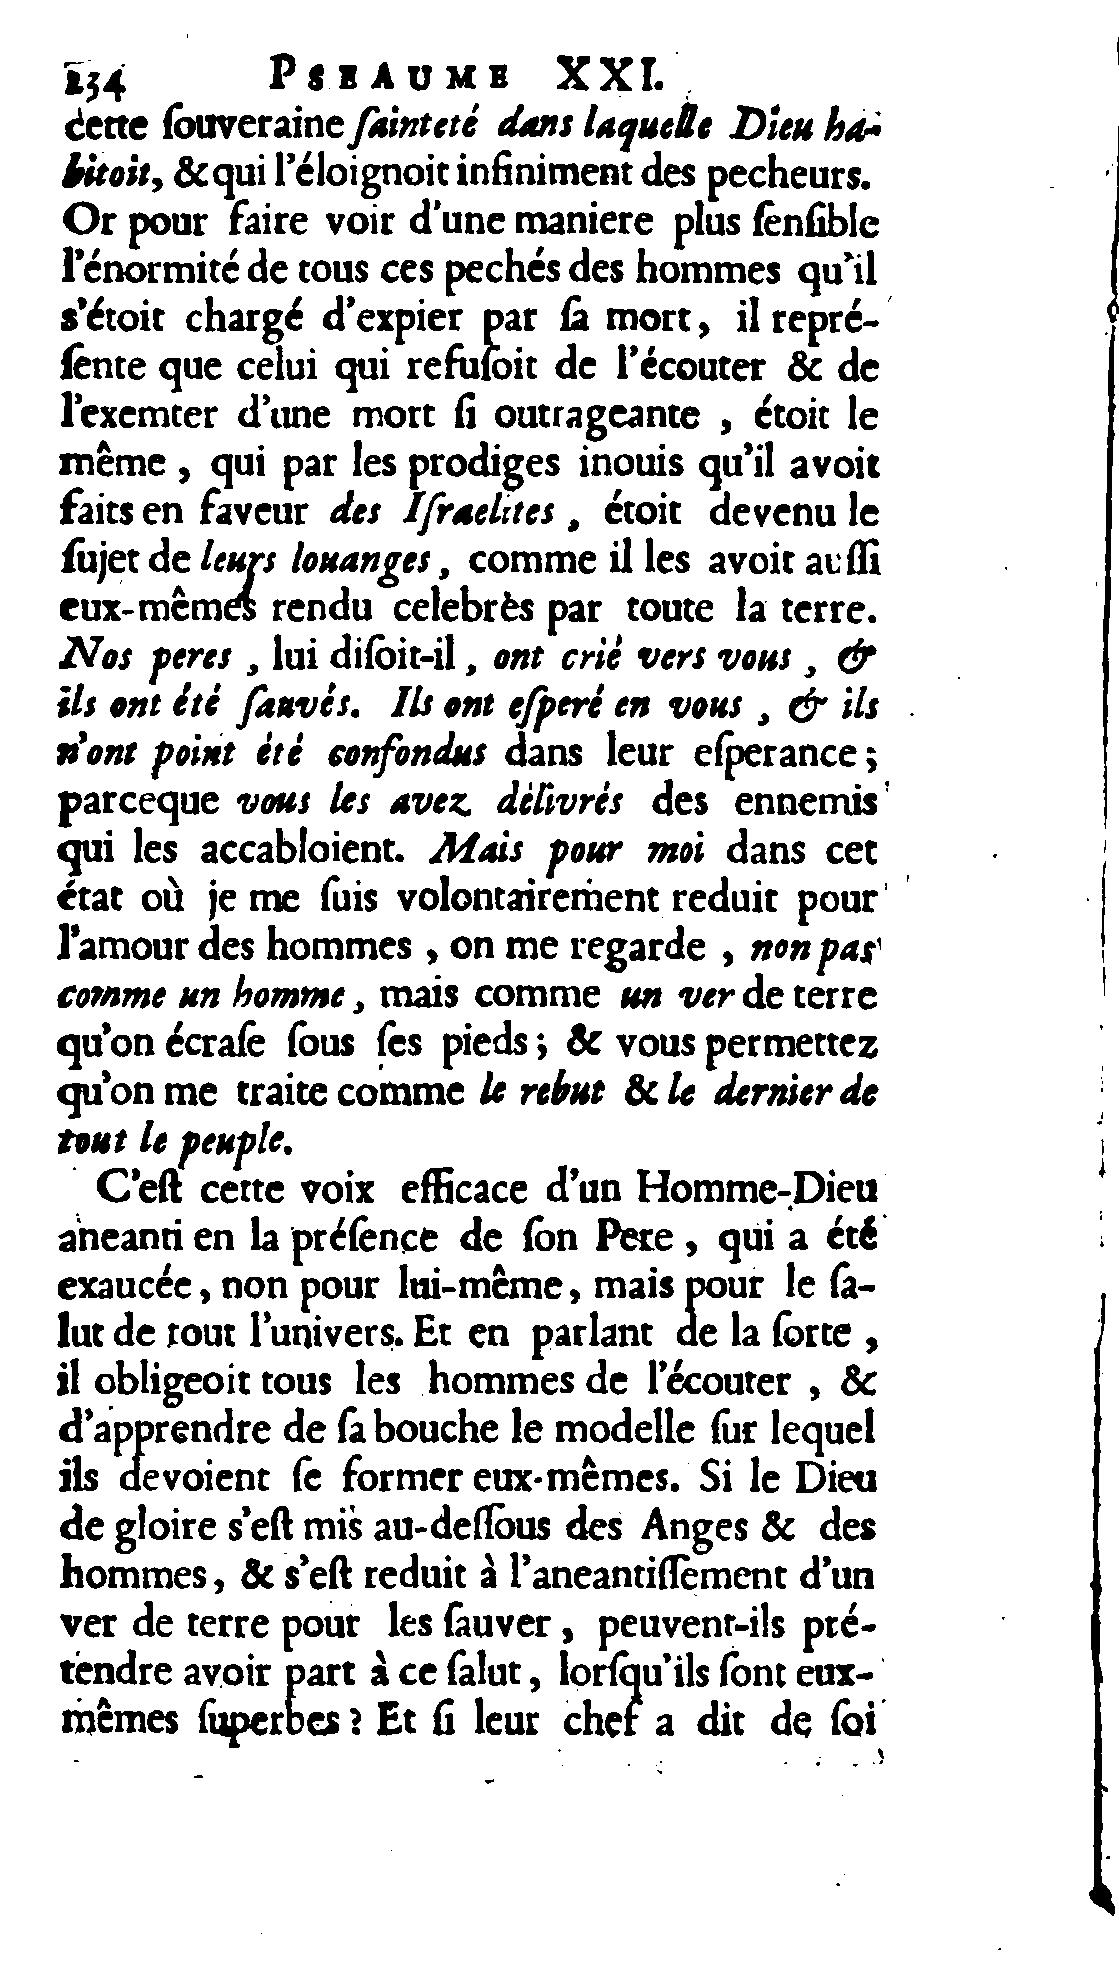 234 PSEAUME XXI.
cette ſouveraine ſainteté dans laquelle Dieu ha-
bitoit, & qui l'éloignoit infiniment des pecheurs.
Or pour faire voir d'une maniere plus ſenſible
l'énormité de tous ces pechés des hommes qu'il
s'étoit chargé d'expier par ſa mort, il repré-
ſente que celui qui refuſoit de l'écouter & de
l'exemter d'une mort ſi outrageante , étoit le
même , qui par les prodiges inouis qu'il avoit
faits en faveur des Iſraelites , étoit devenu le
ſujet de leurs louanges , comme il les avoit auſſi
eux-mêmes rendu celebrès par toute la terre.
Nos peres , lui diſoit-il , ont crié vers vous , &
ils ont été ſauvés. Ils ont eſperé en vous , & ils
n'ont point été confondus dans leur eſperance ;
parceque vous les avez délivrés des ennemis
qui les accabloient. Mais pour moi dans cet
état où je me ſuis volontairement reduit pour
l'amour des hommes , on me regarde , non pas
comme un homme , mais comme un ver de terre
qu'on écraſe ſous ſes pieds ; & vous permettez
qu'on me traite comme le rebut & le dernier de
tout le peuple.
C'eſt cette voix efficace d'un Homme-Dieu
aneanti en la préſence de ſon Pere , qui a été
exaucée , non pour lui-même, mais pour le ſa-
lut de tout l'univers. Et en parlant de la ſorte ,
il obligeoit tous les hommes de l'écouter , &
d'apprendre de ſa bouche le modelle ſur lequel
ils devoient ſe former eux-mêmes. Si le Dieu
de gloire s'eſt mis au-deſſous des Anges & des
hommes , & s'eſt reduit à l'aneantiſſement d'un
ver de terre pour les ſauver , peuvent-ils pré-
tendre avoir part à ce ſalut , lorſqu'ils ſont eux-
mêmes ſuperbes ? Et ſi leur chef a dit de ſoi